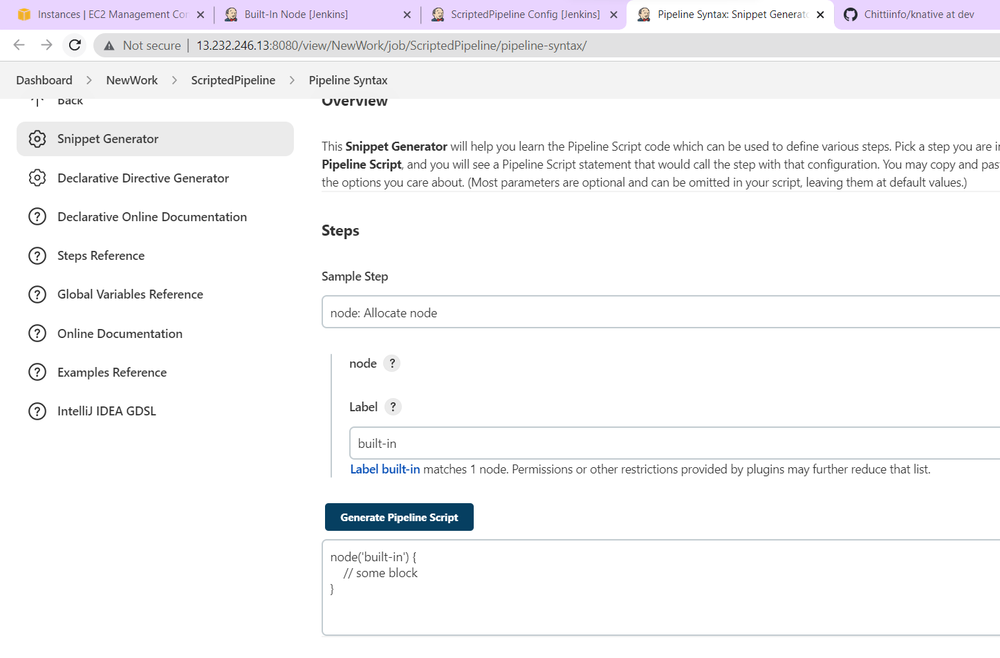 Instances | EC2 Management Con
Built-In Node [Jenkins]
ScriptedPipeline Config [Jenkins]
Pipeline Syntax: Snippet Generato
Chittiinfo/knative at dev
Not secure | 13.232.246.13:8080/view/NewWork/job/ScriptedPipeline/pipeline-syntax/
Dashboard > NewWork > ScriptedPipeline > Pipeline Syntax
Back
Snippet Generator
Declarative Directive Generator
Declarative Online Documentation
Steps Reference
Global Variables Reference
Online Documentation
Examples Reference
IntelliJ IDEA GDSL
Overview
This Snippet Generator will help you learn the Pipeline Script code which can be used to define various steps. Pick a step you are in
Pipeline Script, and you will see a Pipeline Script statement that would call the step with that configuration. You may copy and past
the options you care about. (Most parameters are optional and can be omitted in your script, leaving them at default values.)
Steps
Sample Step
node: Allocate node
node ?
Label ?
built-in
Label built-in matches 1 node. Permissions or other restrictions provided by plugins may further reduce that list.
Generate Pipeline Script
node('built-in') {
// some block
}